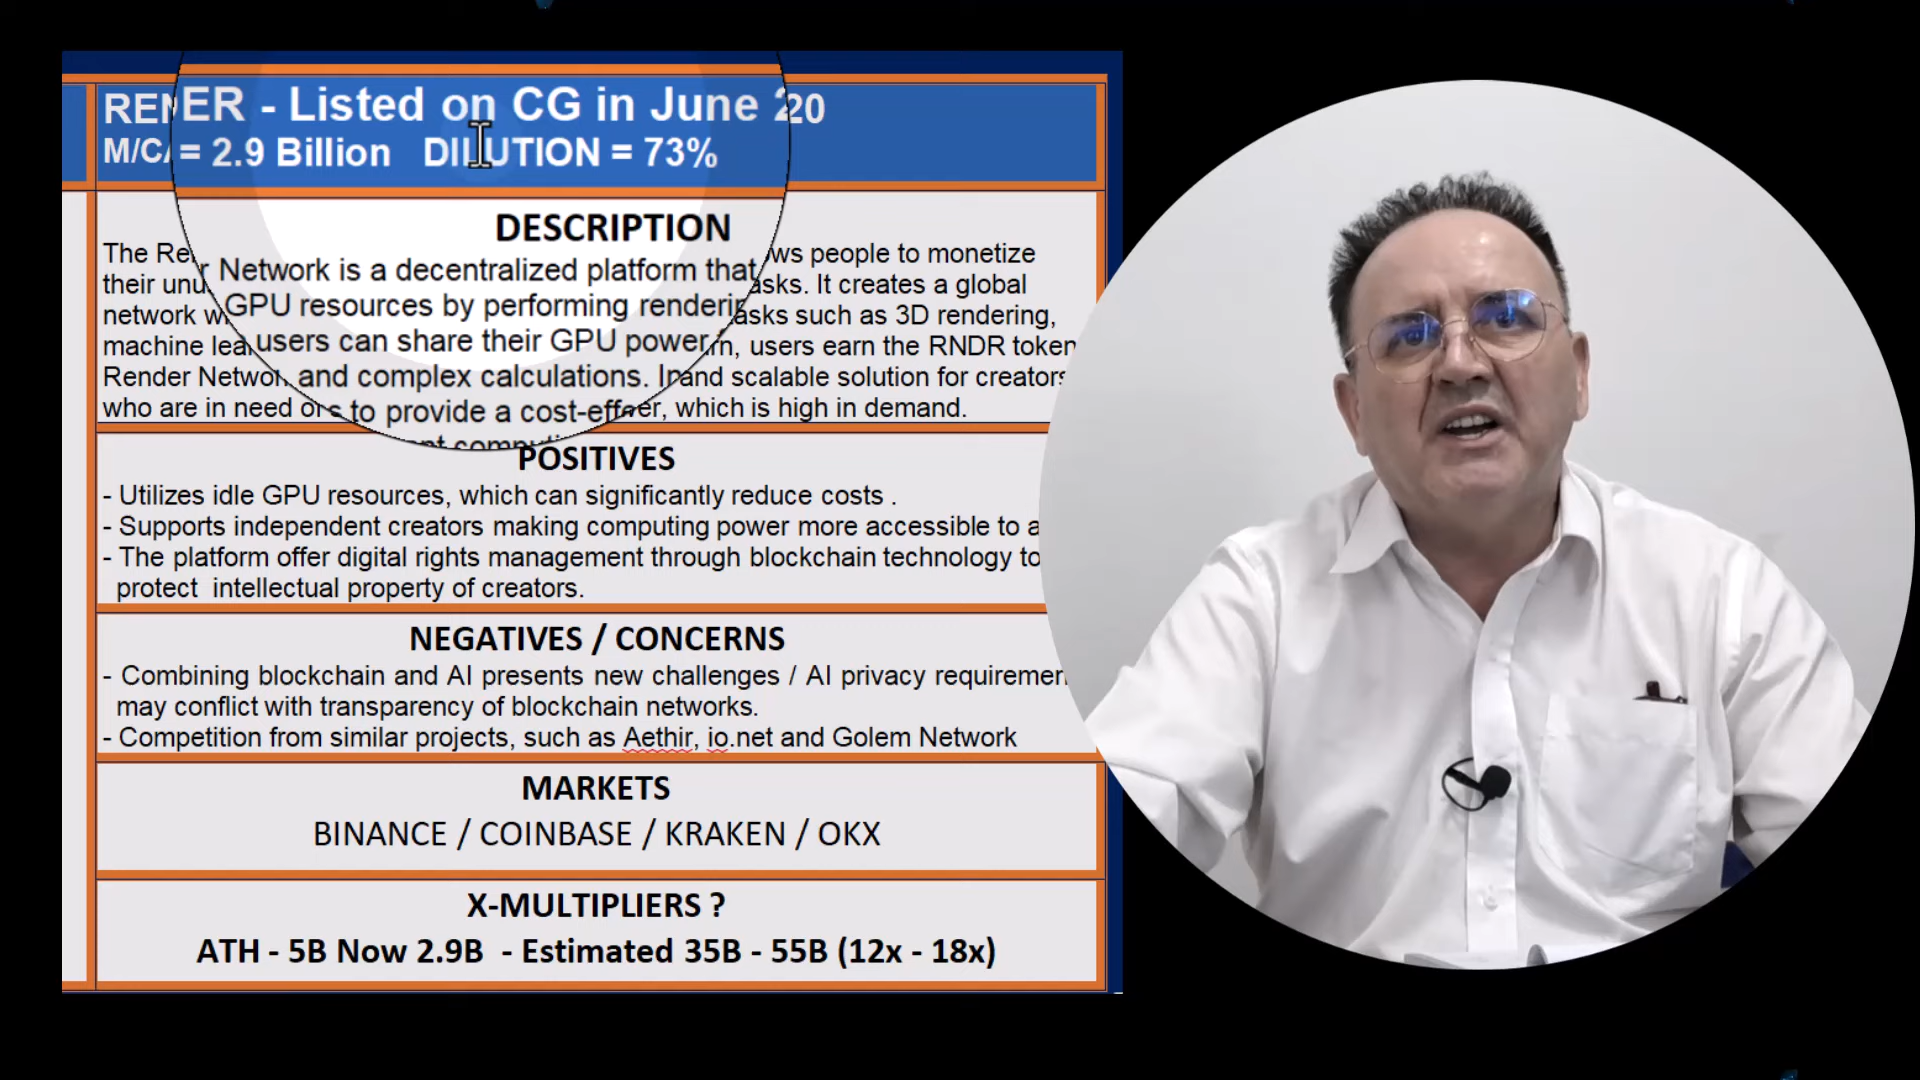 RENER - Listed on CG in June 20
M/CA= 2.9 Billion DILUTION = 73%
DESCRIPTION
The Rer Network is a decentralized platform that ws people to monetize
their unu GPU resources by performing renderin asks. It creates a global
network w users can share their GPU power. asks such as 3D rendering,
machine lea and complex calculations. In rn, users earn the RNDR token
Render Networ s to provide a cost-effe and scalable solution for creators
who are in need of er, which is high in demand.
POSITIVES
- Utilizes idle GPU resources, which can significantly reduce costs .
- Supports independent creators making computing power more accessible to a
- The platform offer digital rights management through blockchain technology to
protect intellectual property of creators.
NEGATIVES / CONCERNS
- Combining blockchain and AI presents new challenges / AI privacy requiremen
may conflict with transparency of blockchain networks.
- Competition from similar projects, such as Aethir, io.net and Golem Network
MARKETS
BINANCE / COINBASE / KRAKEN / OKX
X-MULTIPLIERS ?
ATH - 5B Now 2.9B - Estimated 35B - 55B (12x - 18x)